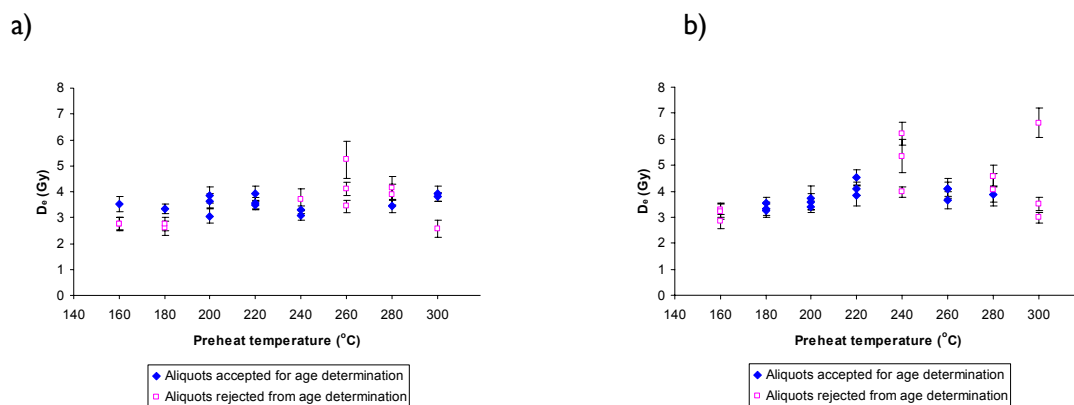 a)
8
7
6
5
4
3
2
1
0
Dₑ (Gy)
140 160 180 200 220 240 260 280 300
Preheat temperature (°C)
Aliquots accepted for age determination
Aliquots rejected from age determination
b)
8
7
6
5
4
3
2
1
0
Dₑ (Gy)
140 160 180 200 220 240 260 280 300
Preheat temperature (°C)
Aliquots accepted for age determination
Aliquots rejected from age determination